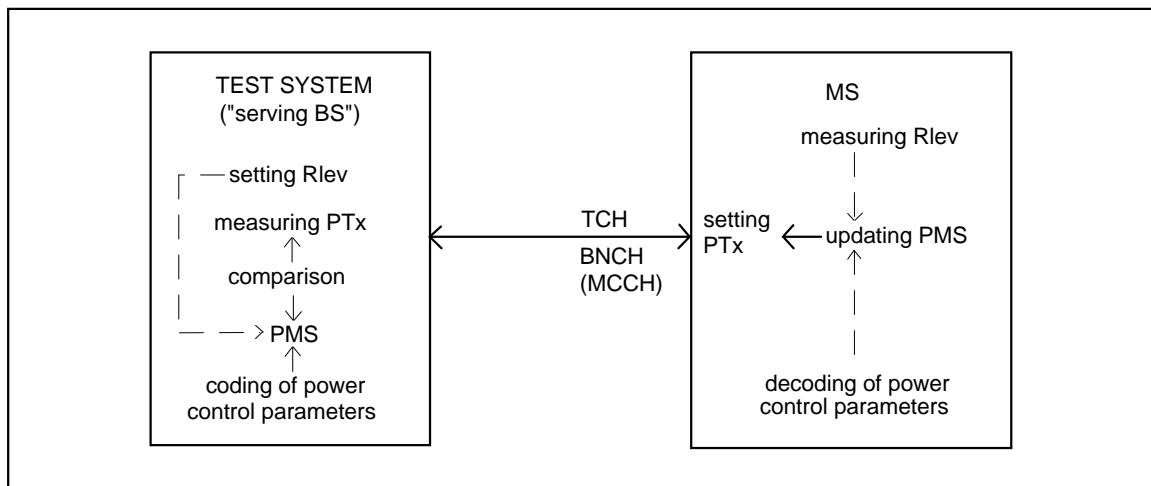 TEST SYSTEM
("serving BS")
setting Rlev
measuring PTx
comparison
PMS
coding of power
control parameters
TCH
BNCH
(MCCH)
MS
measuring Rlev
setting
PTx
updating PMS
decoding of power
control parameters